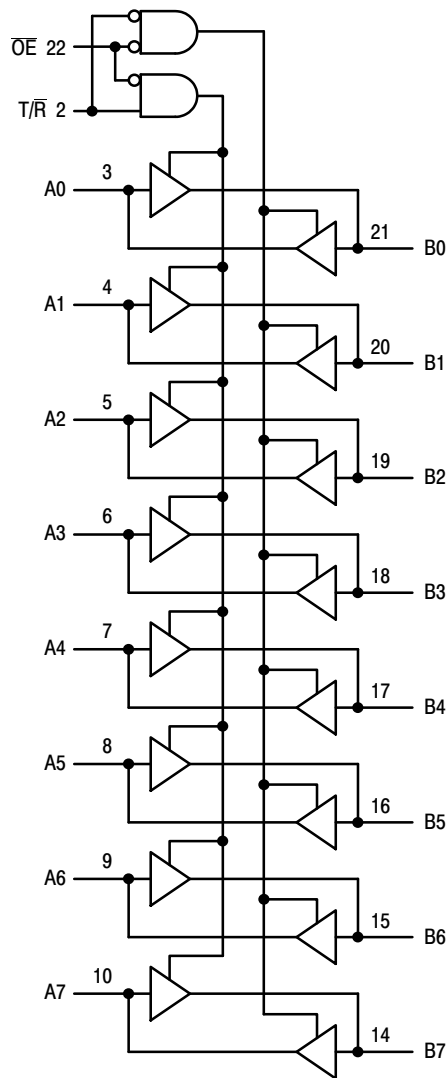 O̅E̅ 22
T/R̅ 2
A0 3
21 B0
A1 4
20 B1
A2 5
19 B2
A3 6
18 B3
A4 7
17 B4
A5 8
16 B5
A6 9
15 B6
A7 10
14 B7